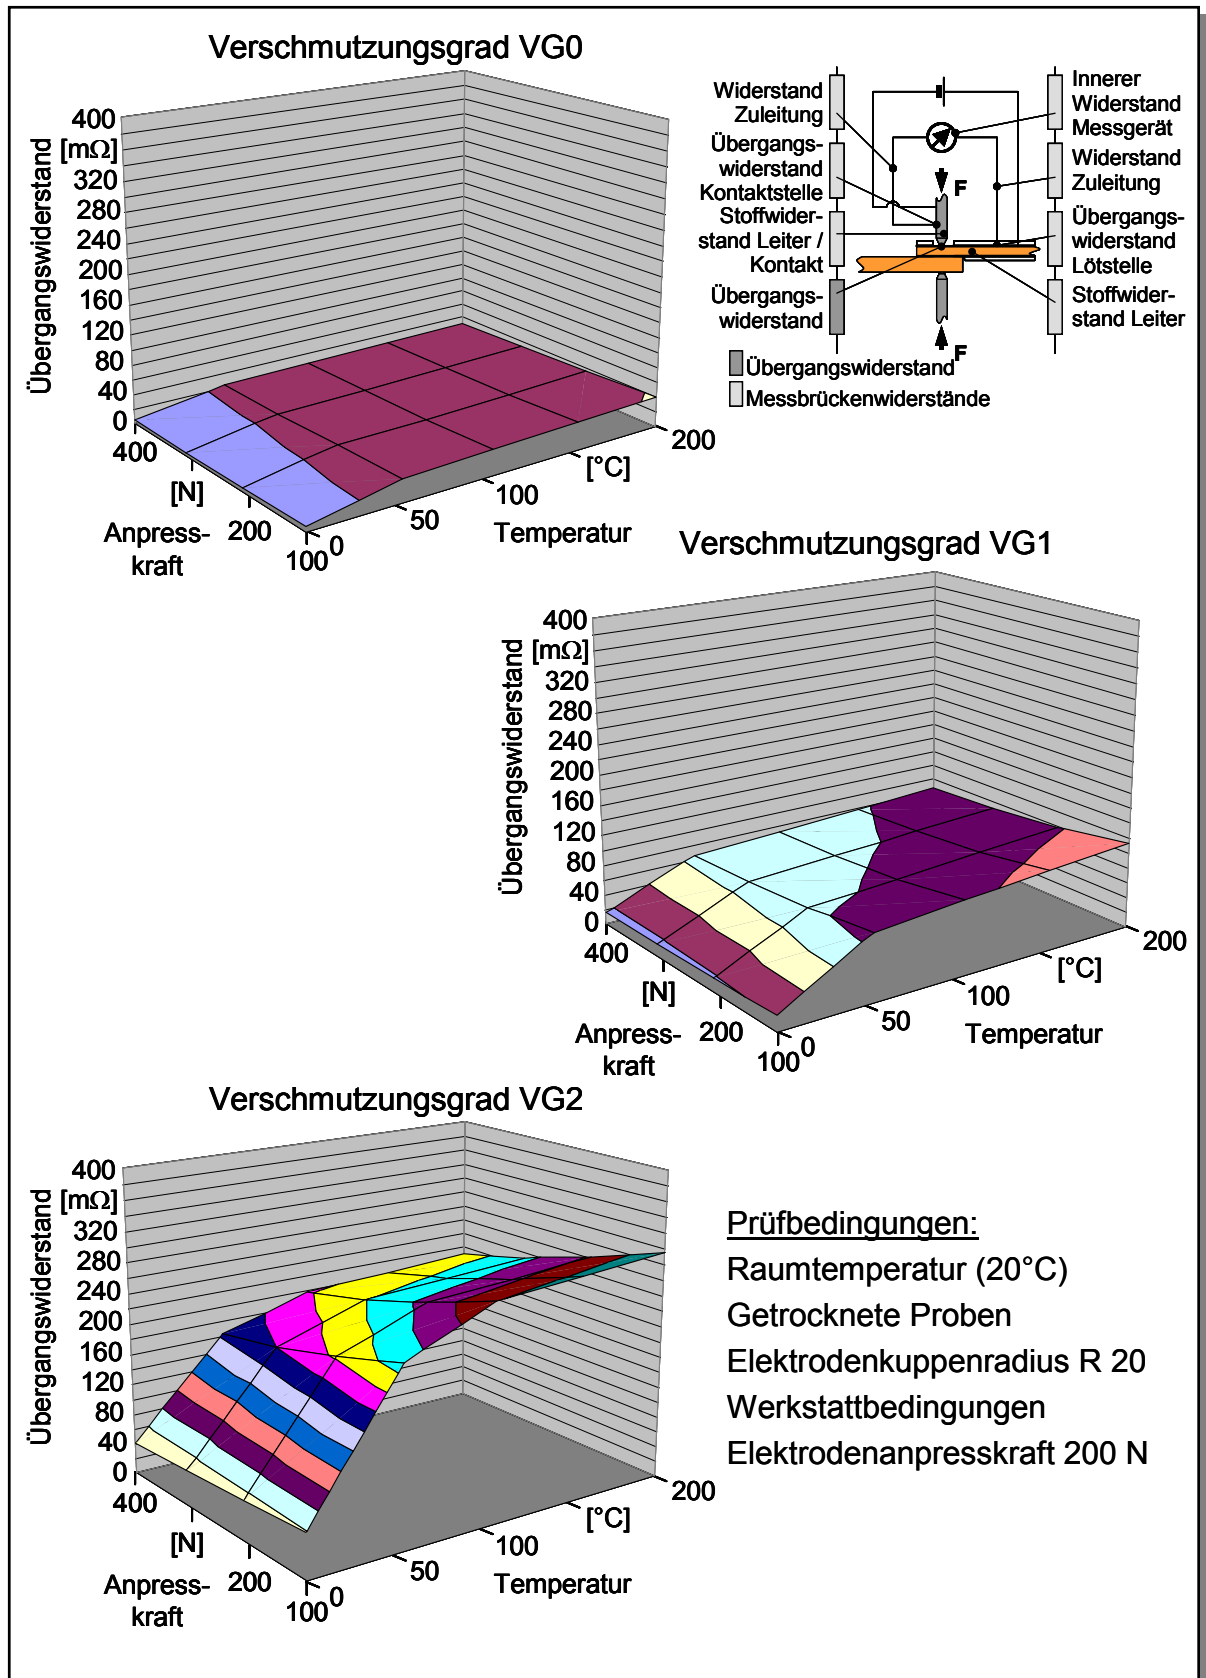 Verschmutzungsgrad VG0
400
[mΩ]
320
280
240
200
160
120
80
40
0
Übergangswiderstand
400
[N]
200
100
Anpress-
kraft
0
50
100
[°C]
200
Temperatur
Widerstand
Zuleitung
Übergangs-
widerstand
Kontaktstelle
Stoffwider-
stand Leiter /
Kontakt
Übergangs-
widerstand
F
F
Innerer
Widerstand
Messgerät
Widerstand
Zuleitung
Übergangs-
widerstand
Lötstelle
Stoffwider-
stand Leiter
Übergangswiderstand
Messbrückenwiderstände
Verschmutzungsgrad VG1
400
[mΩ]
320
280
240
200
160
120
80
40
0
Übergangswiderstand
400
[N]
200
100
Anpress-
kraft
0
50
100
[°C]
200
Temperatur
Verschmutzungsgrad VG2
400
[mΩ]
320
280
240
200
160
120
80
40
0
Übergangswiderstand
400
[N]
200
100
Anpress-
kraft
0
50
100
[°C]
200
Temperatur
Prüfbedingungen:
Raumtemperatur (20°C)
Getrocknete Proben
Elektrodenkuppenradius R 20
Werkstattbedingungen
Elektrodenanpresskraft 200 N